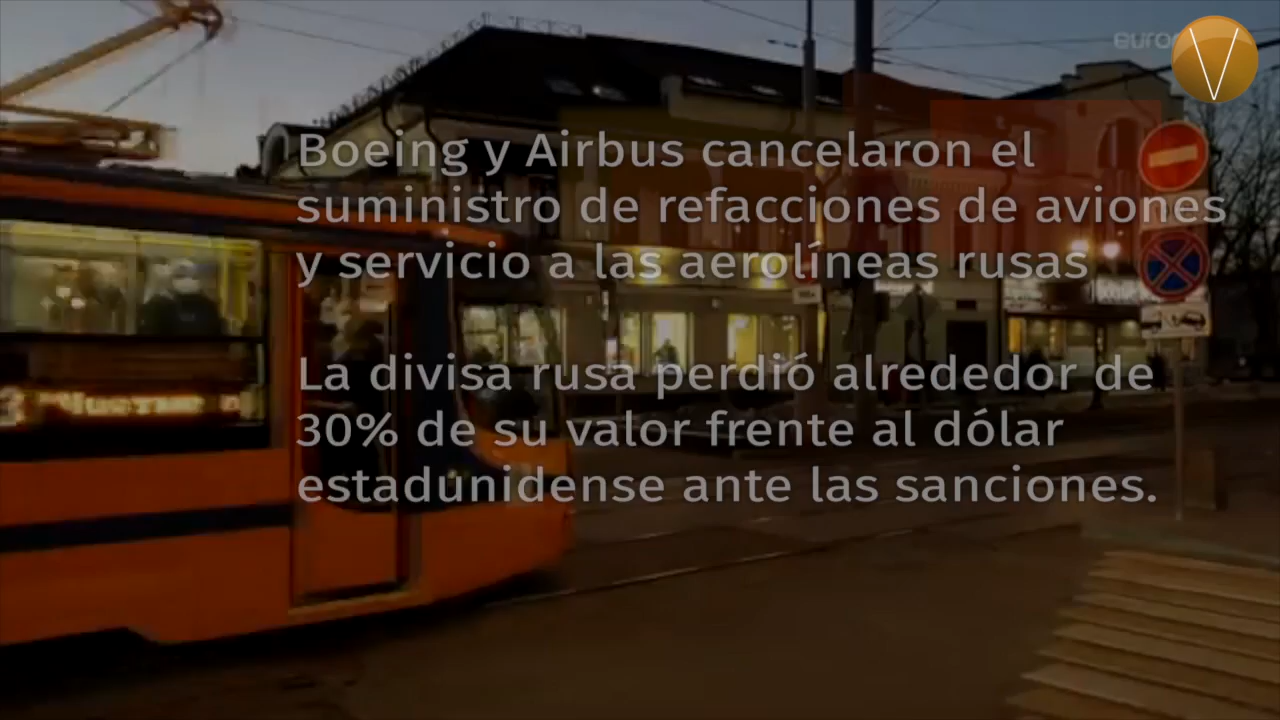 euro
Boeing y Airbus cancelaron el
suministro de refacciones de aviones
y servicio a las aerolíneas rusas
La divisa rusa perdió alrededor de
30% de su valor frente al dólar
estadunidense ante las sanciones.